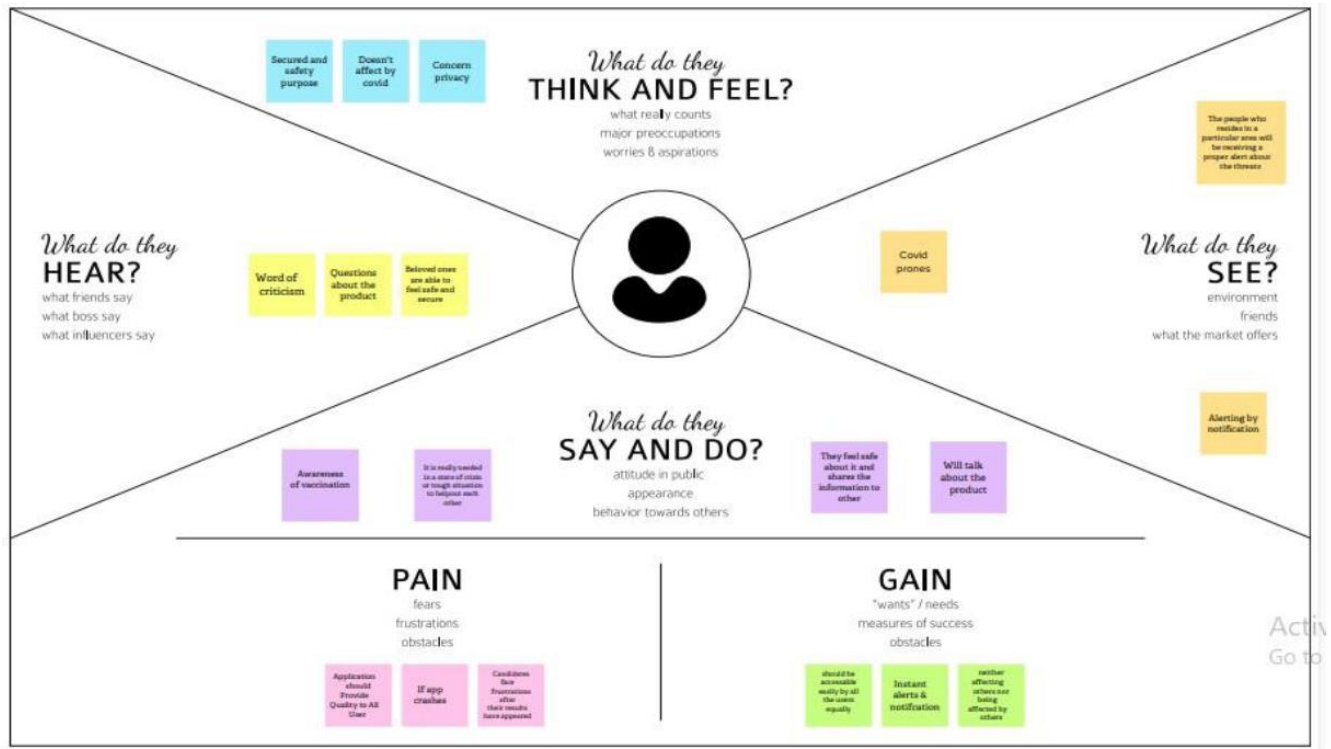 Secured and
safety
purpose
Doesn't
affect by
covid
Concern
privacy
What do they
THINK AND FEEL?
what really counts
major preoccupations
worries & aspirations
The people who
resides in a
particular area will
be receiving a
proper alert about
the threats
What do they
HEAR?
what friends say
what boss say
what influencers say
Word of
criticism
Questions
about the
product
Beloved ones
are able to
feel safe and
secure
Covid
prones
What do they
SEE?
environment
friends
what the market offers
Alerting by
notification
What do they
SAY AND DO?
attitude in public
appearance
behavior towards others
Awareness
of vaccination
It is really needed
in a state of crisis
or tough situation
to helpout each
other
They feel safe
about it and
shares the
information to
other
Will talk
about the
product
PAIN
fears
frustrations
obstacles
Application
should
Provide
Quality to All
User
If app
crashes
Candidates
face
frustrations
after
their results
have appeared
GAIN
"wants" / needs
measures of success
obstacles
should be
accessable
easily by all
the users
equally
Instant
alerts &
notifcation
neither
affecting
others nor
being
affected by
others
Activ
Go to